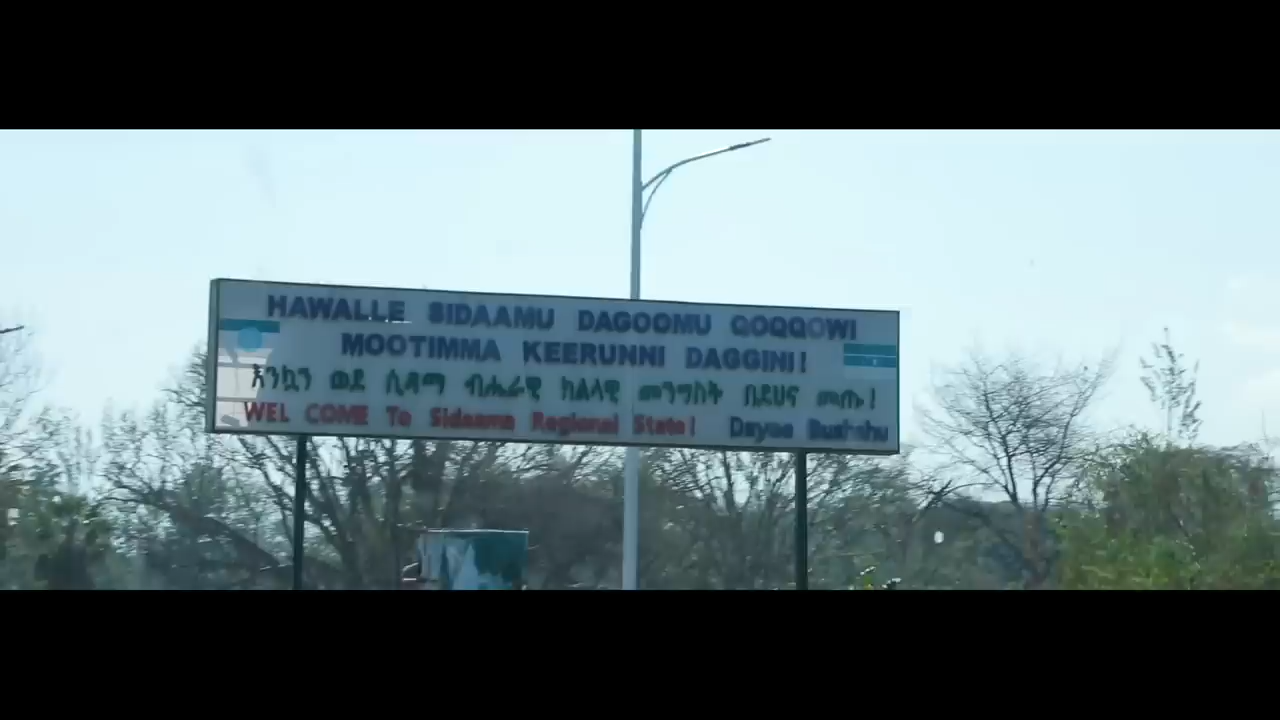 HAWALLE SIDAAMU DAGOOMU QOQQOWI
MOOTIMMA KEERUNNI DAGGINI!
እንኳን ወደ ሲዳማ ብሔራዊ ክልላዊ መንግስት በደህና መጡ!
WEL COME To Sidaama Regional State! Dayee Bushshu